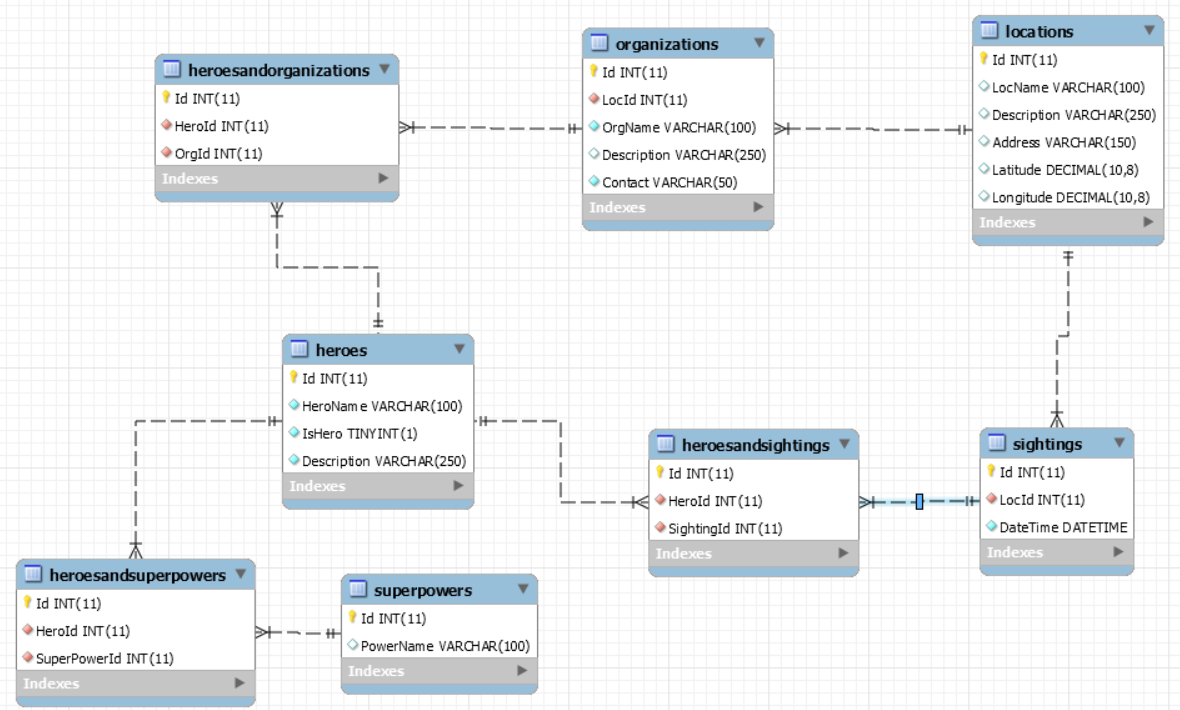 heroesandorganizations
Id INT(11)
HeroId INT(11)
OrgId INT(11)
Indexes
organizations
Id INT(11)
LocId INT(11)
OrgName VARCHAR(100)
Description VARCHAR(250)
Contact VARCHAR(50)
Indexes
locations
Id INT(11)
LocName VARCHAR(100)
Description VARCHAR(250)
Address VARCHAR(150)
Latitude DECIMAL(10,8)
Longitude DECIMAL(10,8)
Indexes
heroes
Id INT(11)
HeroName VARCHAR(100)
IsHero TINYINT(1)
Description VARCHAR(250)
Indexes
heroesandsightings
Id INT(11)
HeroId INT(11)
SightingId INT(11)
Indexes
sightings
Id INT(11)
LocId INT(11)
DateTime DATETIME
Indexes
heroesandsuperpowers
Id INT(11)
HeroId INT(11)
SuperPowerId INT(11)
Indexes
superpowers
Id INT(11)
PowerName VARCHAR(100)
Indexes